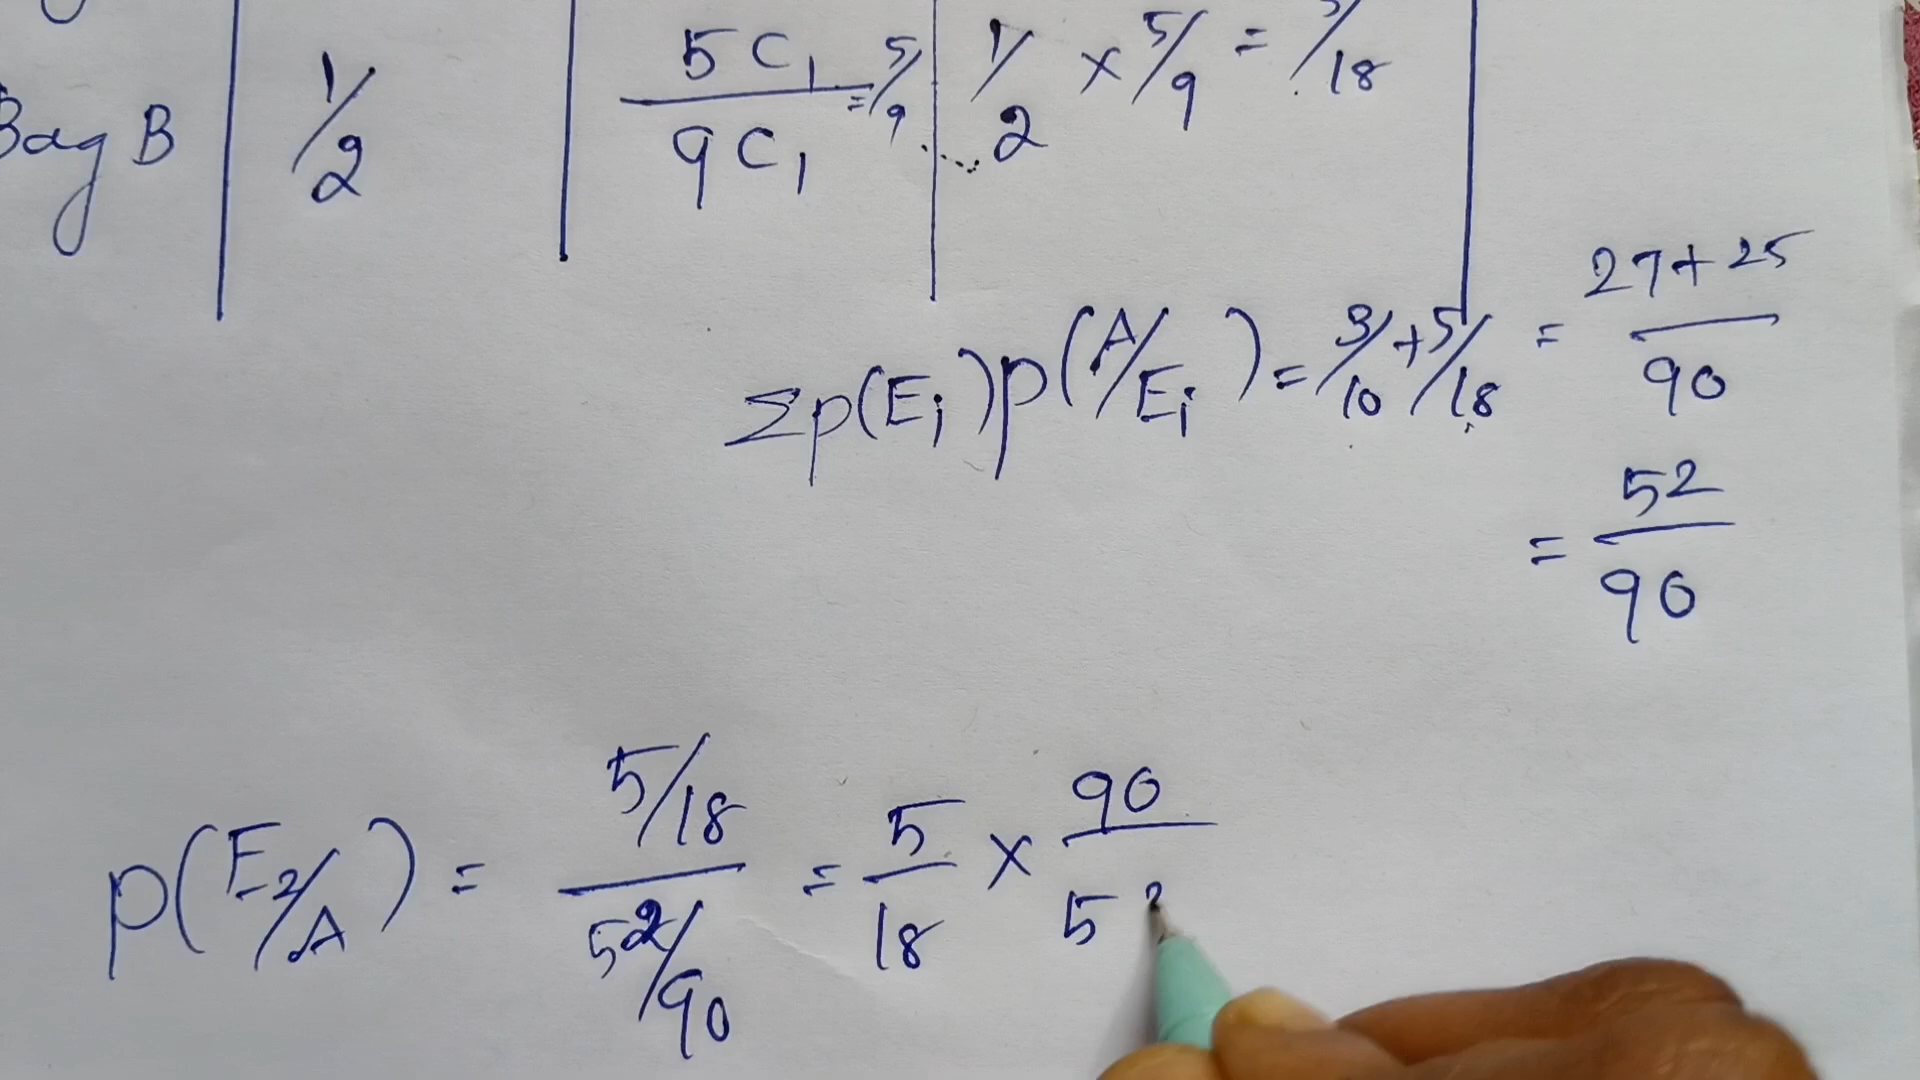 Bag B 1/2 5C1/9C1 = 5/9 1/2 × 5/9 = 5/18
Σp(Ei)p(A/Ei) = 3/10 + 5/18 = 27+25/90
= 52/90
p(E2/A) = 5/18/52/90 = 5/18 × 90/52